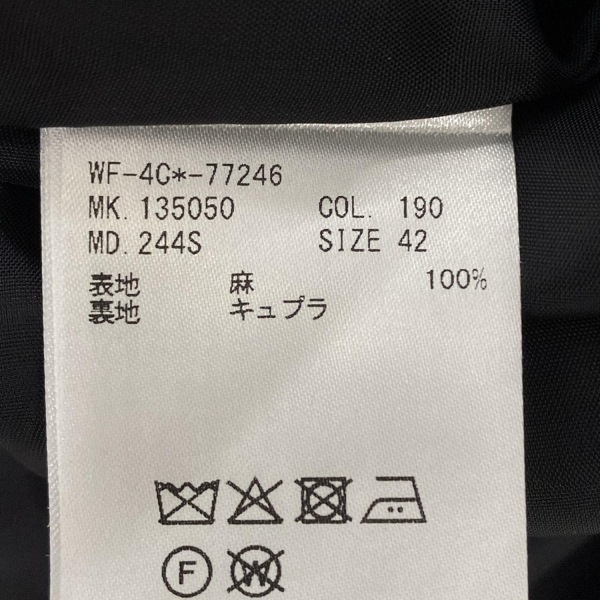 WF-4C*-77246
MK. 135050 COL. 190
MD. 244S SIZE 42
表地 麻 100%
裏地 キュプラ
F W